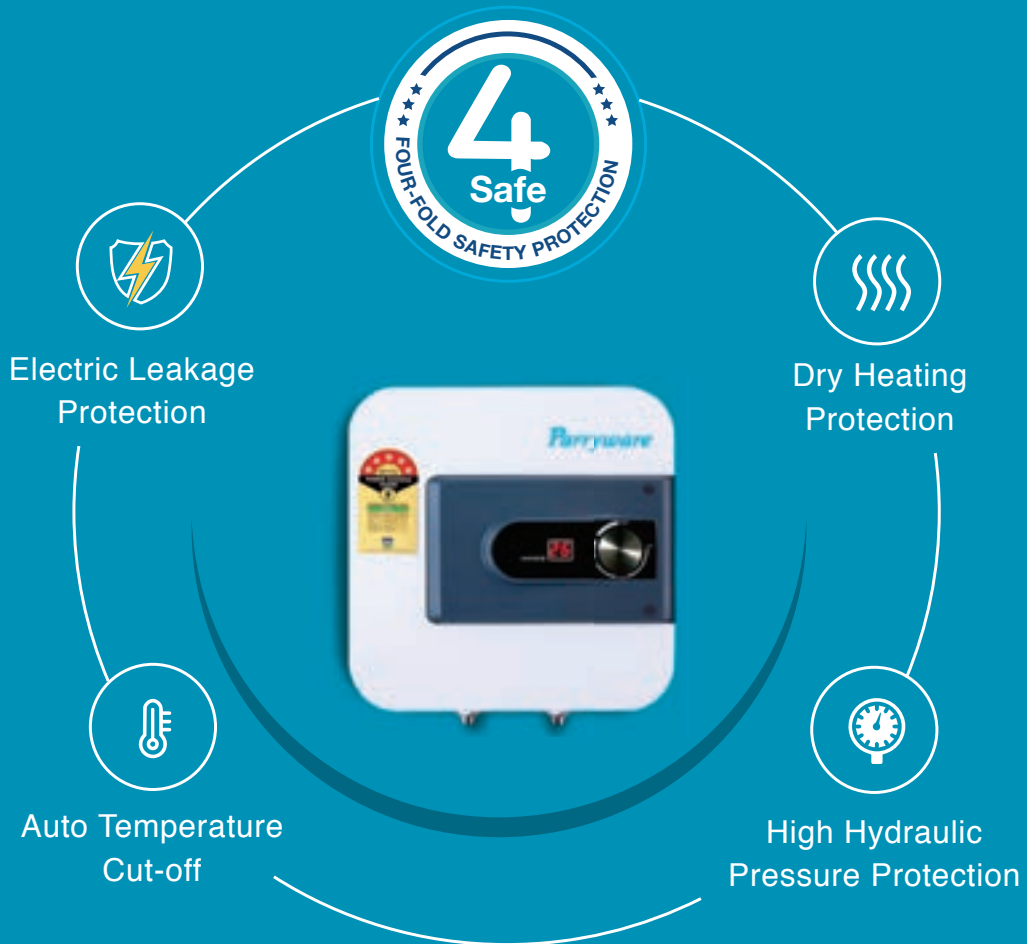 4
Safe
FOUR-FOLD SAFETY PROTECTION
Electric Leakage
Protection
Dry Heating
Protection
Parryware
26
Auto Temperature
Cut-off
High Hydraulic
Pressure Protection